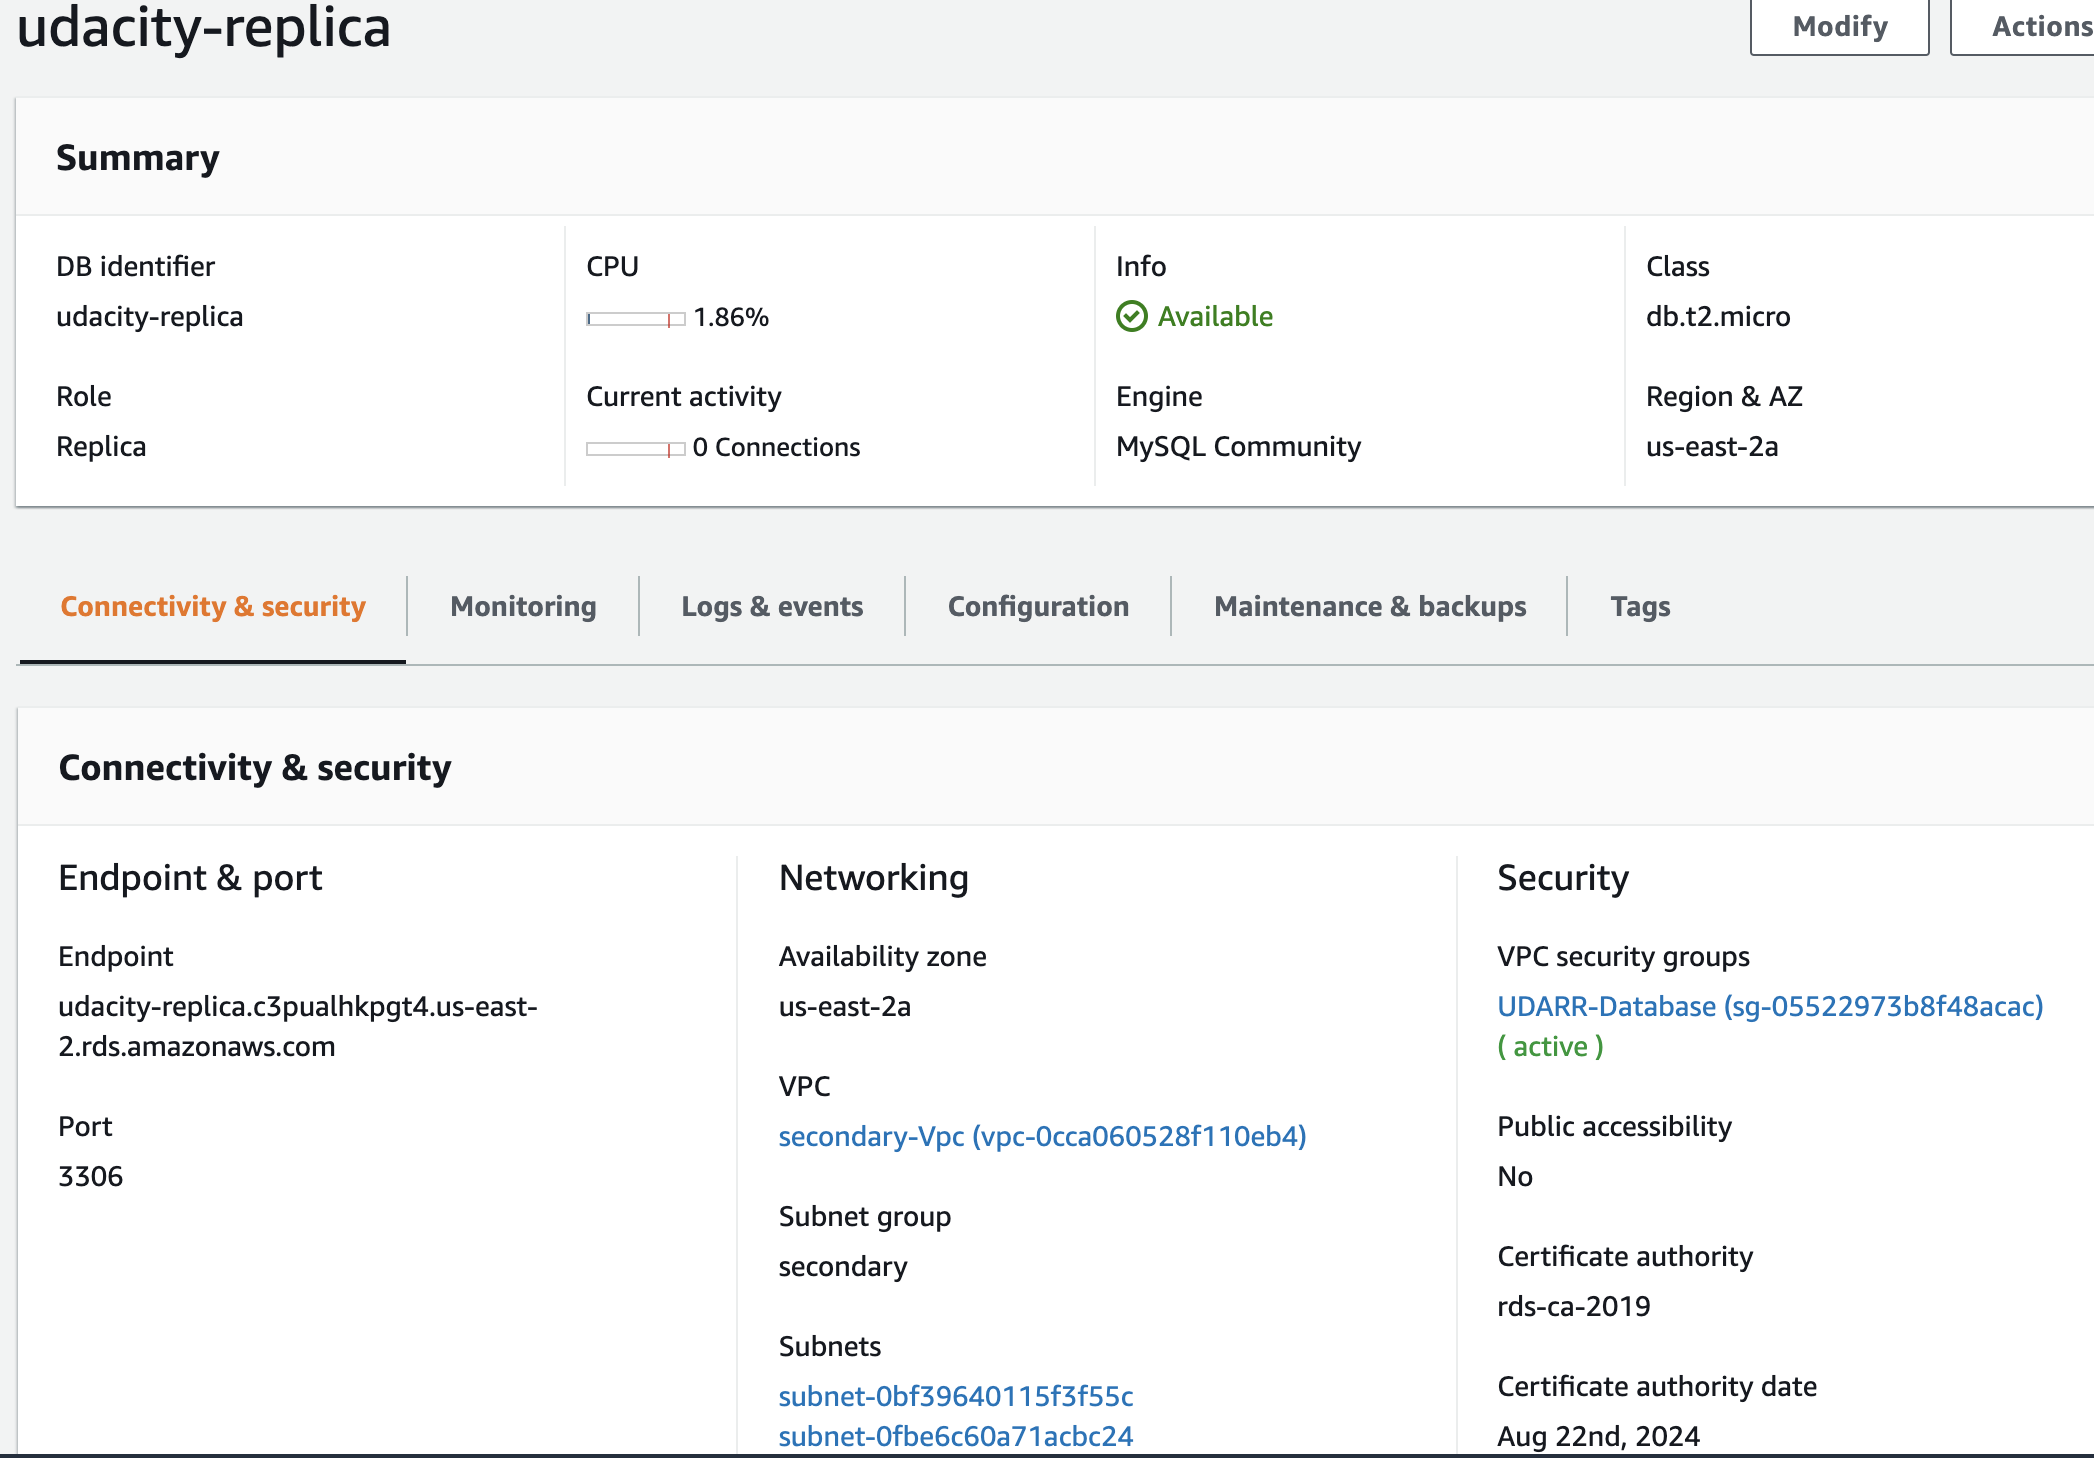 udacity-replica
Modify
Actions
Summary
DB identifier
udacity-replica
CPU
1.86%
Info
Available
Class
db.t2.micro
Role
Replica
Current activity
0 Connections
Engine
MySQL Community
Region & AZ
us-east-2a
Connectivity & security
Monitoring
Logs & events
Configuration
Maintenance & backups
Tags
Connectivity & security
Endpoint & port
Endpoint
udacity-replica.c3pualhkpgt4.us-east-
2.rds.amazonaws.com
Port
3306
Networking
Availability zone
us-east-2a
VPC
secondary-Vpc (vpc-0cca060528f110eb4)
Subnet group
secondary
Subnets
subnet-0bf39640115f3f55c
subnet-0fbe6c60a71acbc24
Security
VPC security groups
UDARR-Database (sg-05522973b8f48acac)
( active )
Public accessibility
No
Certificate authority
rds-ca-2019
Certificate authority date
Aug 22nd, 2024